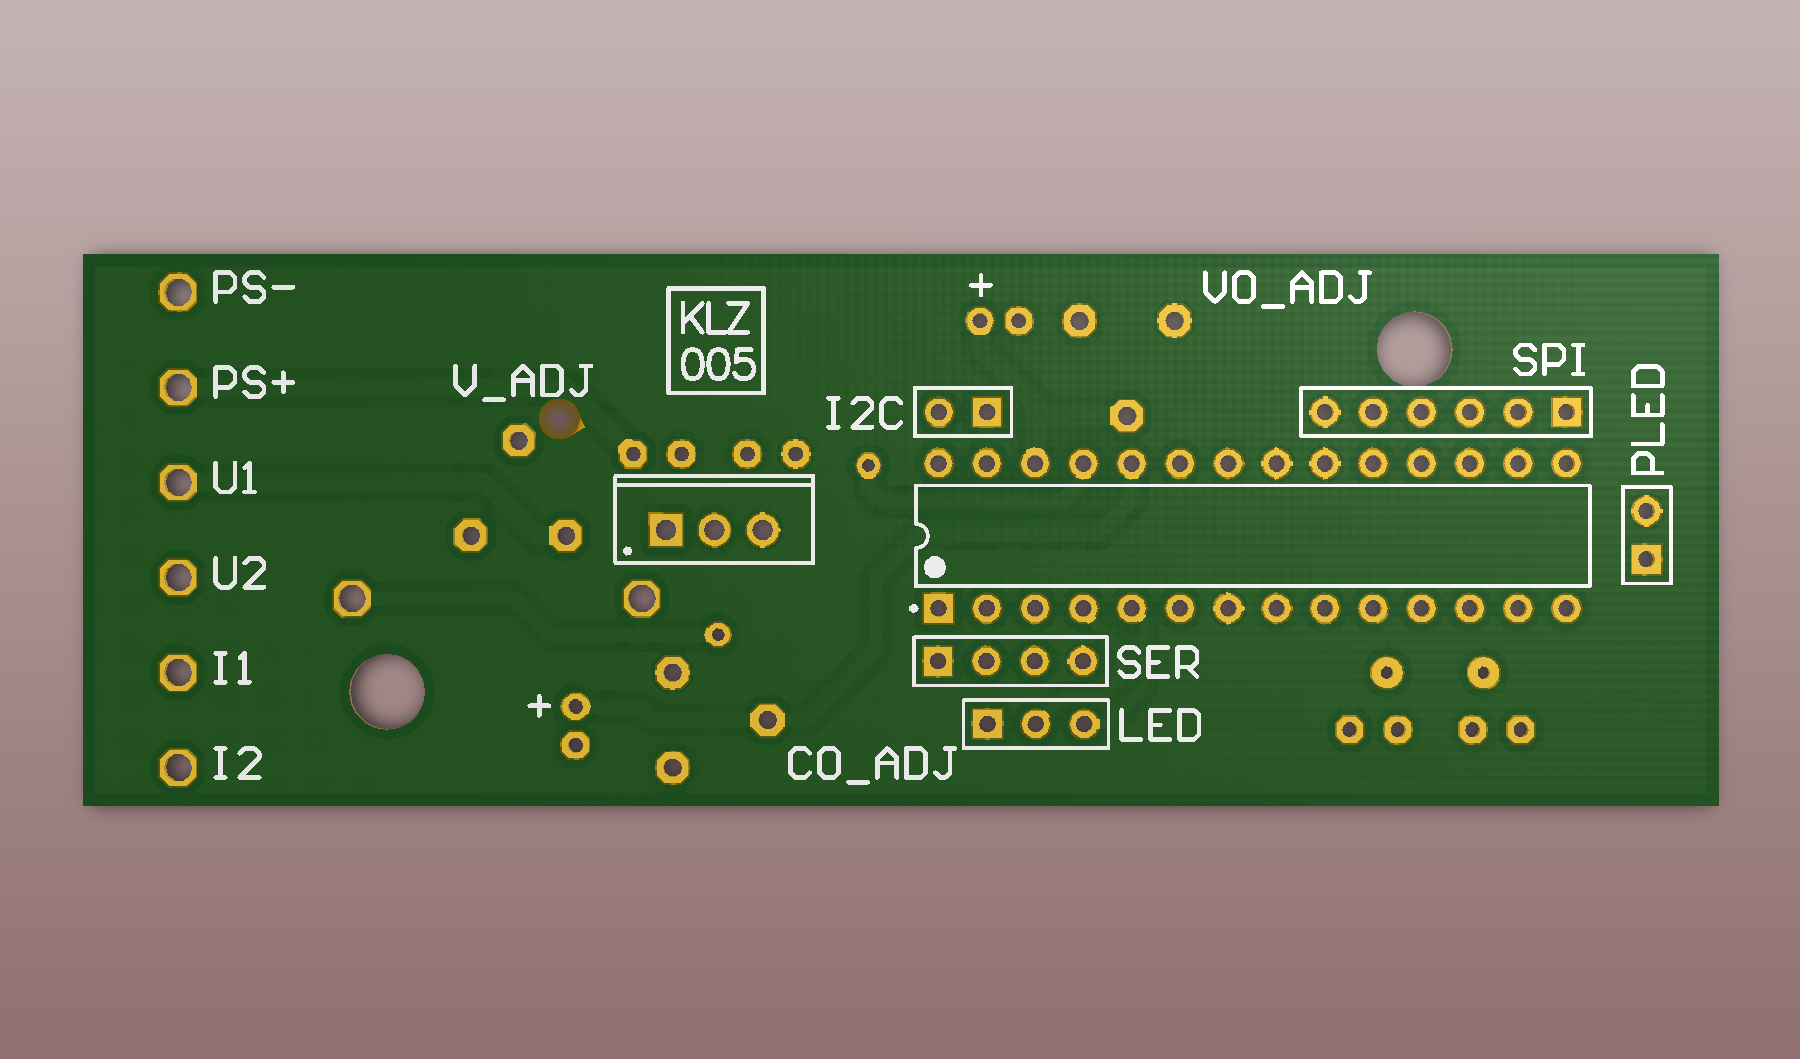 PS-
PS+
U1
U2
I1
I2
V_ADJ
KLZ
005
+
VO_ADJ
I2C
SPI
PLED
SER
LED
+
CO_ADJ